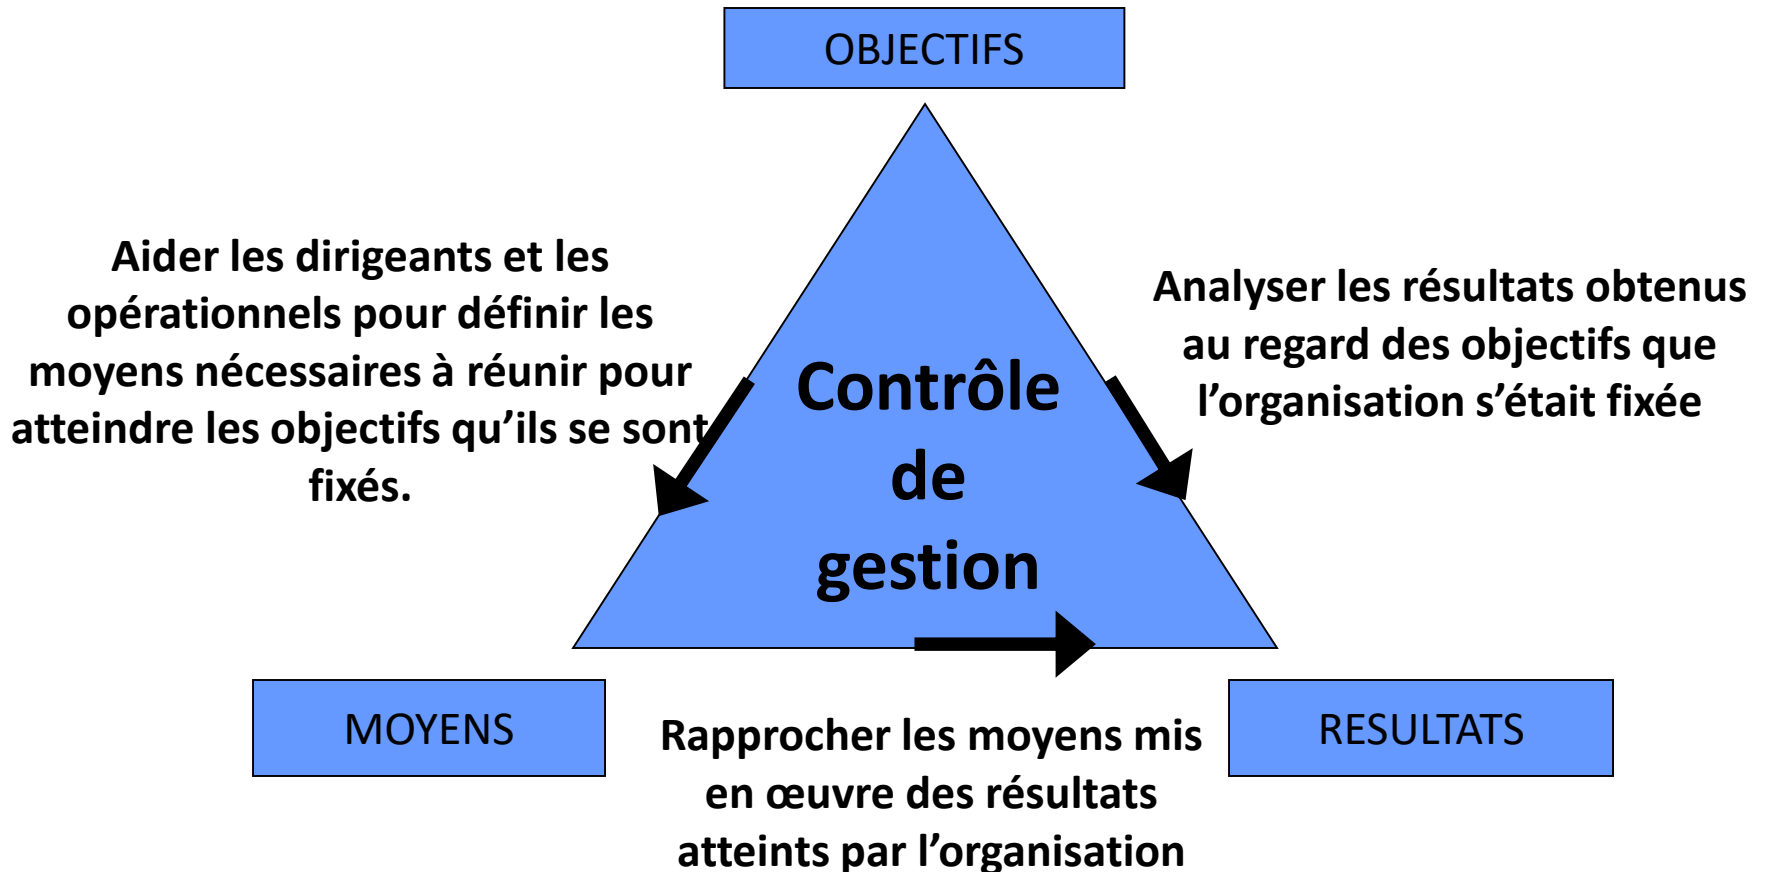 OBJECTIFS
Aider les dirigeants et les
opérationnels pour définir les
moyens nécessaires à réunir pour
atteindre les objectifs qu’ils se sont
fixés.
Analyser les résultats obtenus
au regard des objectifs que
l’organisation s’était fixée
Contrôle
de
gestion
MOYENS
Rapprocher les moyens mis
en œuvre des résultats
atteints par l’organisation
RESULTATS